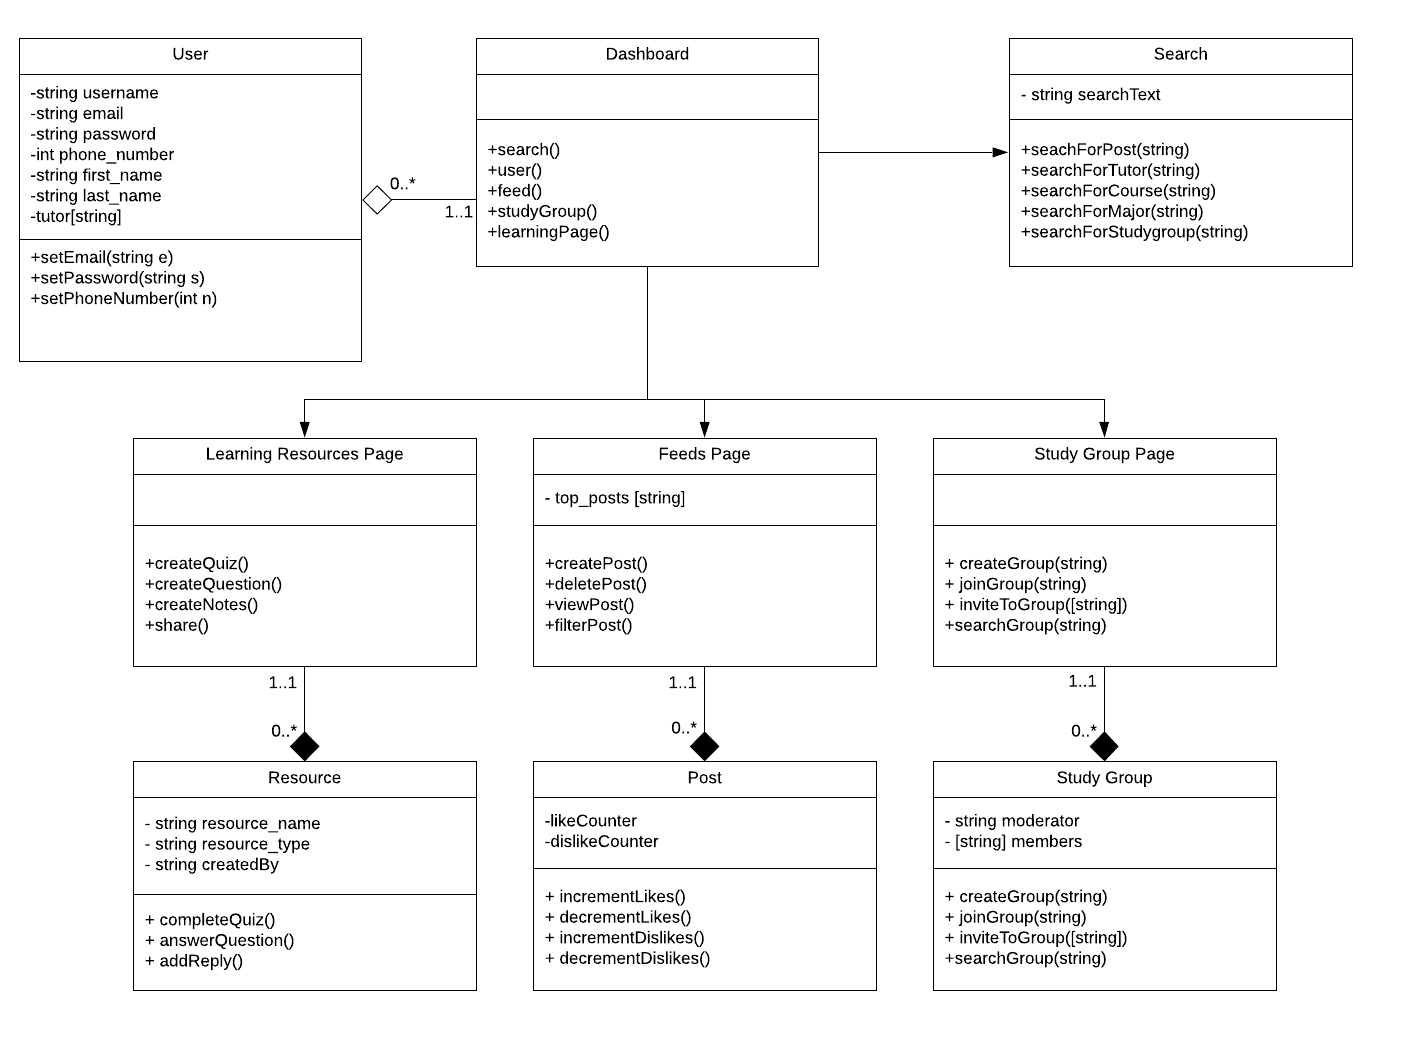 User
-string username
-string email
-string password
-int phone_number
-string first_name
-string last_name
-tutor[string]
+setEmail(string e)
+setPassword(string s)
+setPhoneNumber(int n)
0..*
1..1
Dashboard
+search()
+user()
+feed()
+studyGroup()
+learningPage()
Search
- string searchText
+seachForPost(string)
+searchForTutor(string)
+searchForCourse(string)
+searchForMajor(string)
+searchForStudygroup(string)
Learning Resources Page
+createQuiz()
+createQuestion()
+createNotes()
+share()
Feeds Page
- top_posts [string]
+createPost()
+deletePost()
+viewPost()
+filterPost()
Study Group Page
+ createGroup(string)
+ joinGroup(string)
+ inviteToGroup([string])
+searchGroup(string)
1..1
0..*
1..1
0..*
1..1
0..*
Resource
- string resource_name
- string resource_type
- string createdBy
+ completeQuiz()
+ answerQuestion()
+ addReply()
Post
-likeCounter
-dislikeCounter
+ incrementLikes()
+ decrementLikes()
+ incrementDislikes()
+ decrementDislikes()
Study Group
- string moderator
- [string] members
+ createGroup(string)
+ joinGroup(string)
+ inviteToGroup([string])
+searchGroup(string)